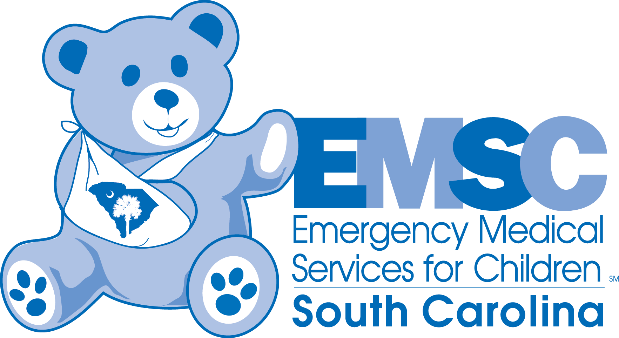 EMSC
Emergency Medical
Services for Children SM
South Carolina